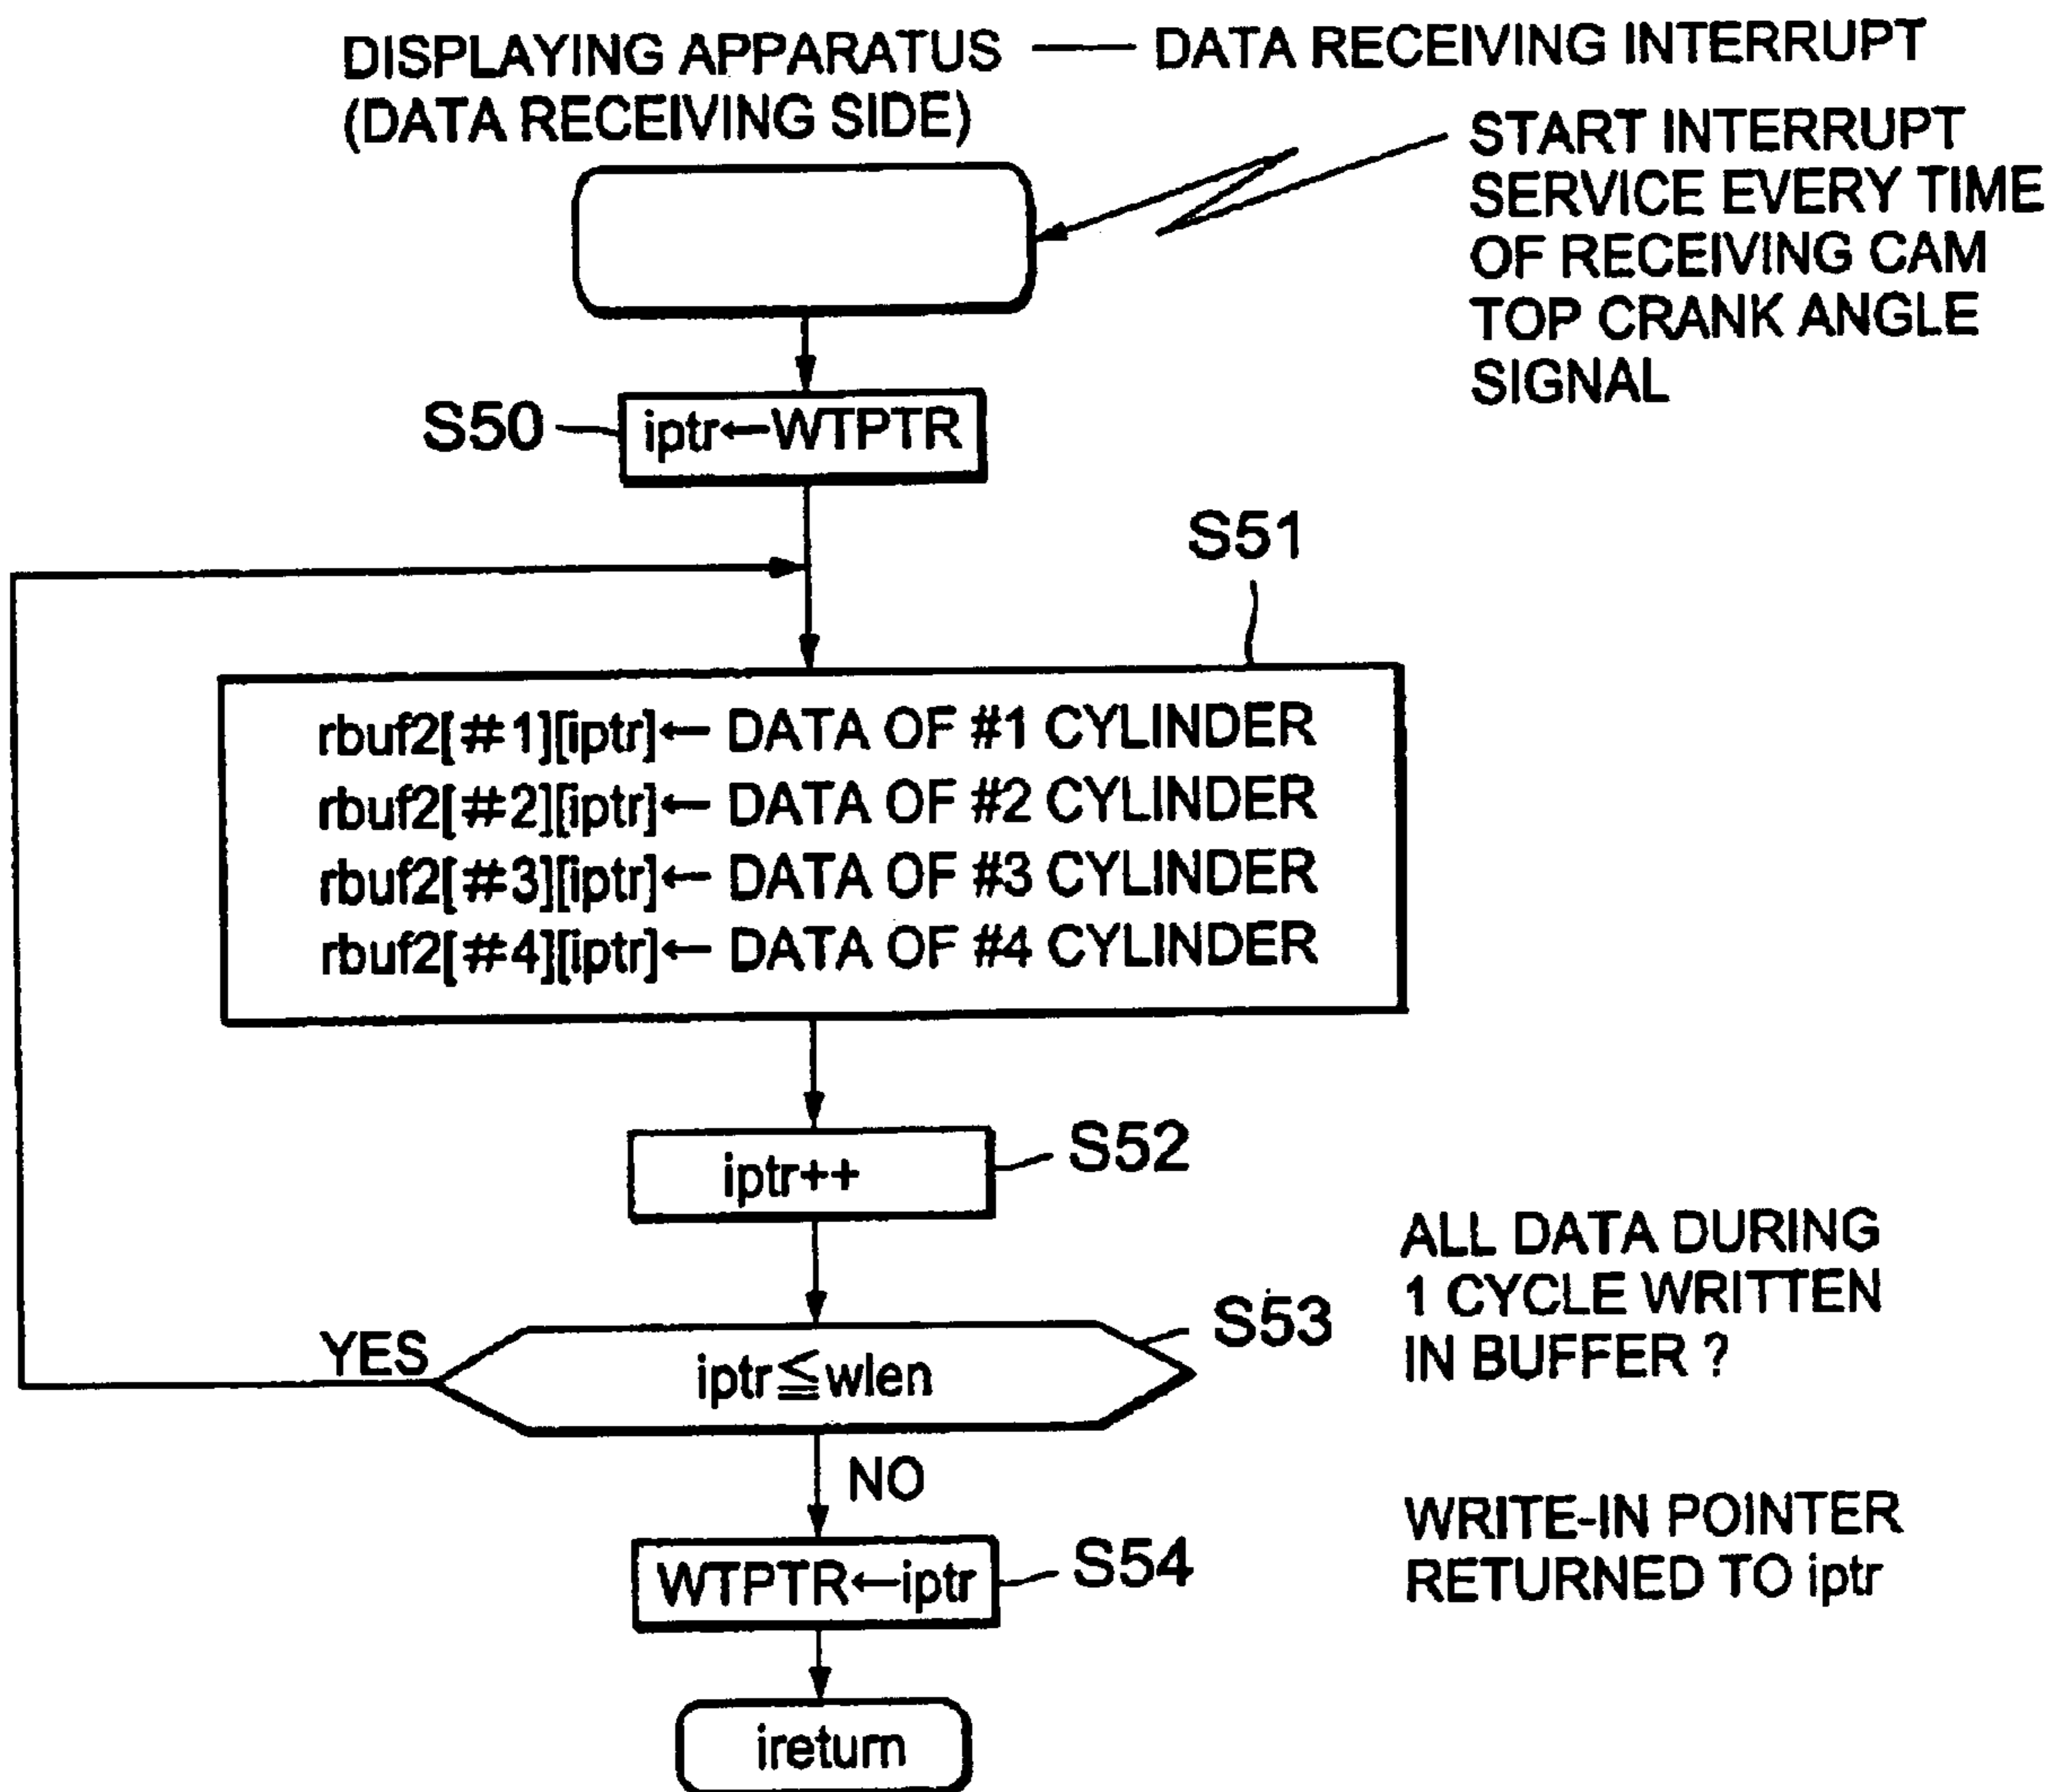 DISPLAYING APPARATUS — DATA RECEIVING INTERRUPT
(DATA RECEIVING SIDE)
START INTERRUPT
SERVICE EVERY TIME
OF RECEIVING CAM
TOP CRANK ANGLE
SIGNAL
S50
iptr←WTPTR
S51
rbuf2[#1][iptr]← DATA OF #1 CYLINDER
rbuf2[#2][iptr]← DATA OF #2 CYLINDER
rbuf2[#3][iptr]← DATA OF #3 CYLINDER
rbuf2[#4][iptr]← DATA OF #4 CYLINDER
iptr++
S52
ALL DATA DURING
1 CYCLE WRITTEN
IN BUFFER ?
S53
YES
iptr≦wlen
NO
WRITE-IN POINTER
RETURNED TO iptr
WTPTR←iptr
S54
ireturn